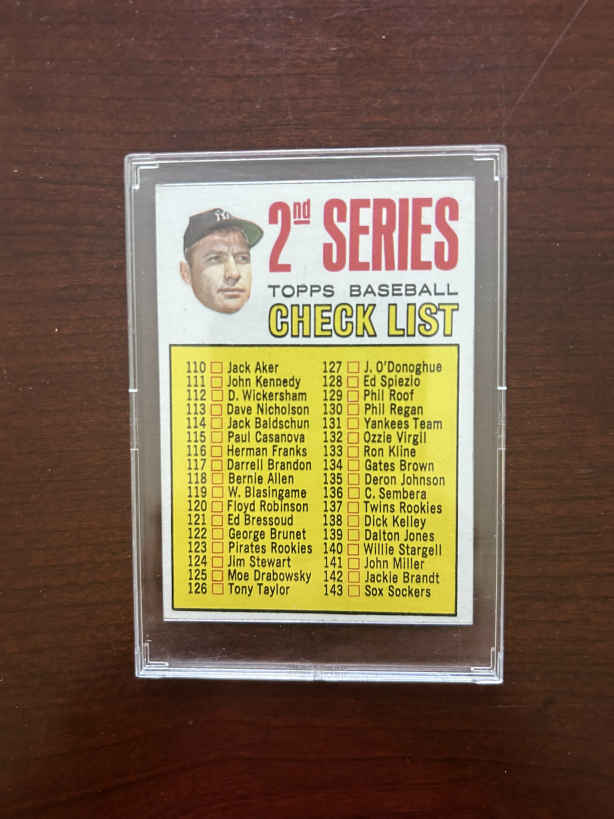 NY
2nd SERIES
TOPPS BASEBALL
CHECK LIST
110 Jack Aker
111 John Kennedy
112 D. Wickersham
113 Dave Nicholson
114 Jack Baldschun
115 Paul Casanova
116 Herman Franks
117 Darrell Brandon
118 Bernie Allen
119 W. Blasingame
120 Floyd Robinson
121 Ed Bressoud
122 George Brunet
123 Pirates Rookies
124 Jim Stewart
125 Moe Drabowsky
126 Tony Taylor
127 J. O'Donoghue
128 Ed Spiezio
129 Phil Roof
130 Phil Regan
131 Yankees Team
132 Ozzie Virgil
133 Ron Kline
134 Gates Brown
135 Deron Johnson
136 C. Sembera
137 Twins Rookies
138 Dick Kelley
139 Dalton Jones
140 Willie Stargell
141 John Miller
142 Jackie Brandt
143 Sox Sockers